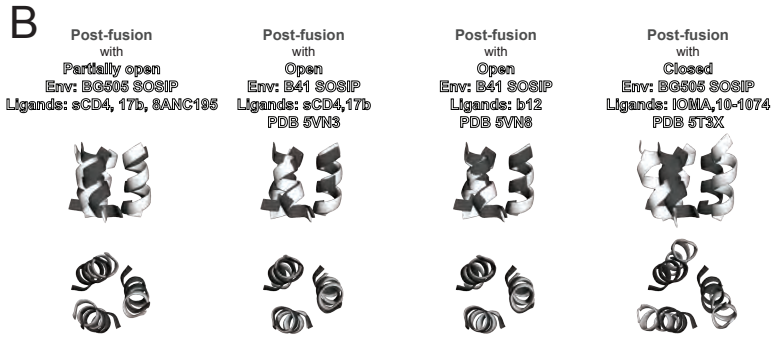 B
Post-fusion
with
Partially open
Env: BG505 SOSIP
Ligands: sCD4, 17b, 8ANC195
Post-fusion
with
Open
Env: B41 SOSIP
Ligands: sCD4,17b
PDB 5VN3
Post-fusion
with
Open
Env: B41 SOSIP
Ligands: b12
PDB 5VN8
Post-fusion
with
Closed
Env: BG505 SOSIP
Ligands: IOMA,10-1074
PDB 5T3X